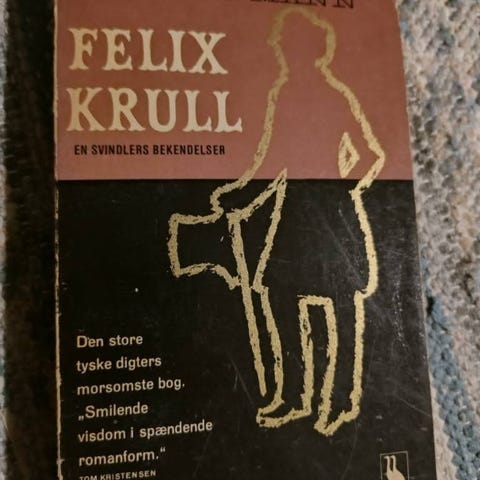 FELIX
KRULL
EN SVINDLERS BEKENDELSER
Den store
tyske digters
morsomste bog.
„Smilende
visdom i spændende
romanform.“
TOM KRISTENSEN